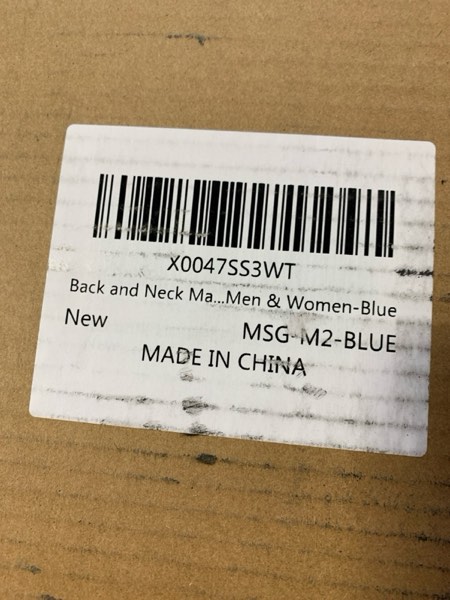 X0047SS3WT
Back and Neck Ma...Men & Women-Blue
New MSG-M2-BLUE
MADE IN CHINA